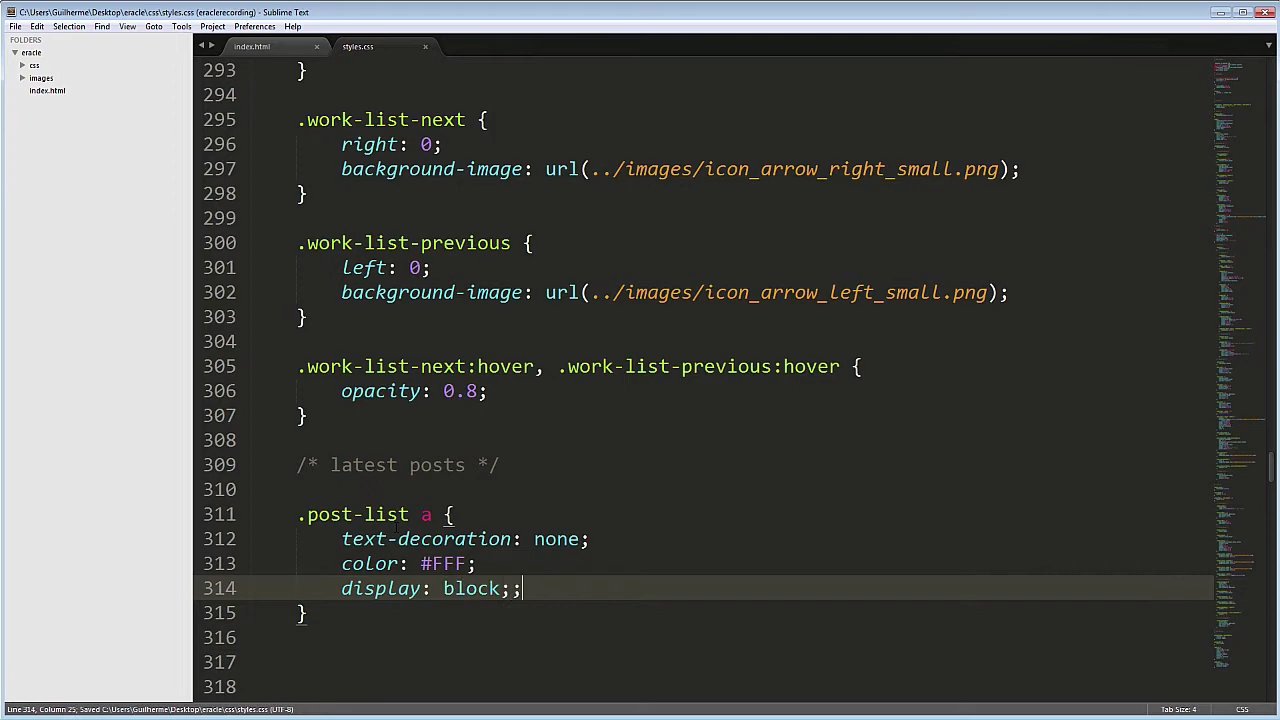 C:\Users\Guilherme\Desktop\eracle\css\styles.css (eraclerecording) - Sublime Text
File Edit Selection Find View Goto Tools Project Preferences Help
FOLDERS
eracle
css
images
index.html
index.html
styles.css
293 }
294
295 .work-list-next {
296 right: 0;
297 background-image: url(../images/icon_arrow_right_small.png);
298 }
299
300 .work-list-previous {
301 left: 0;
302 background-image: url(../images/icon_arrow_left_small.png);
303 }
304
305 .work-list-next:hover, .work-list-previous:hover {
306 opacity: 0.8;
307 }
308
309 /* latest posts */
310
311 .post-list a {
312 text-decoration: none;
313 color: #FFF;
314 display: block;;
315 }
316
317
318
Line 314, Column 25; Saved C:\Users\Guilherme\Desktop\eracle\css\styles.css (UTF-8)
Tab Size: 4
CSS